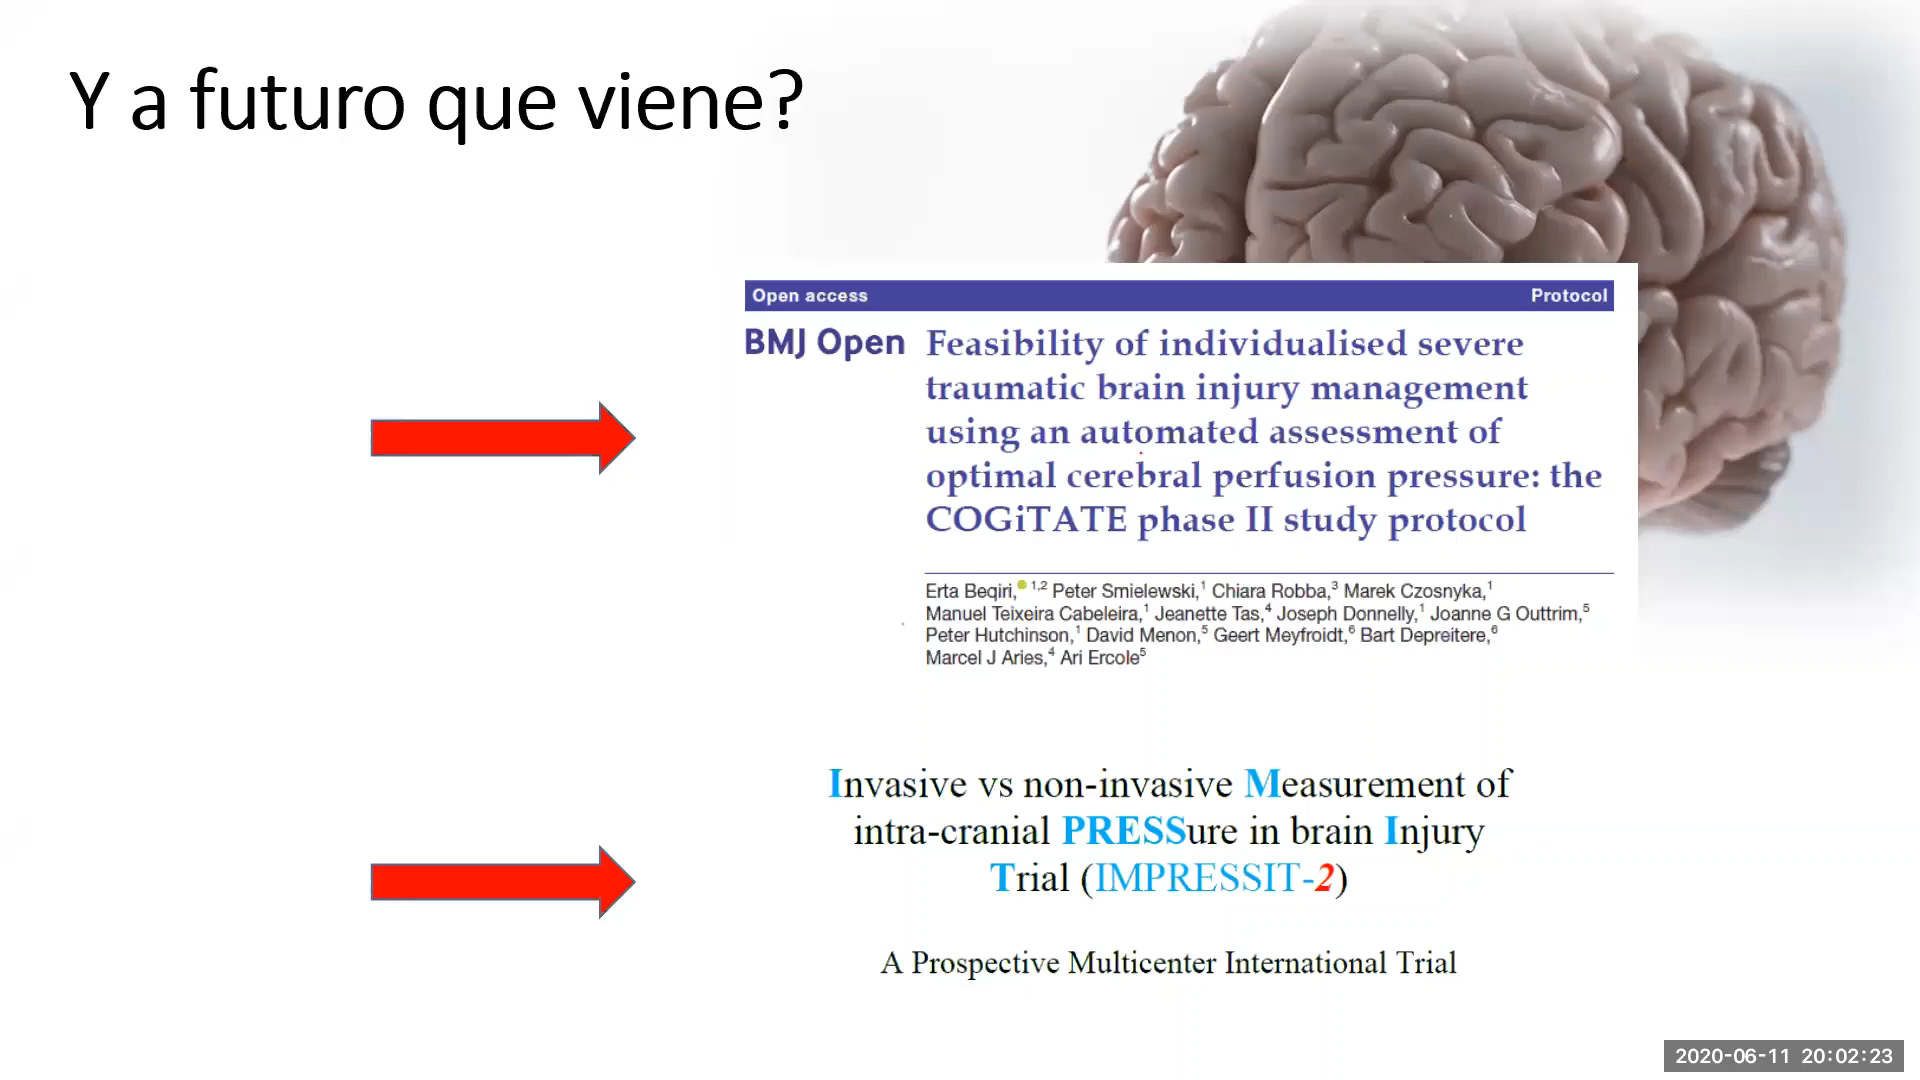 Y a futuro que viene?
Open access
Protocol
BMJ Open
Feasibility of individualised severe
traumatic brain injury management
using an automated assessment of
optimal cerebral perfusion pressure: the
COGiTATE phase II study protocol
Erta Beqiri, 1,2 Peter Smielewski,1 Chiara Robba,3 Marek Czosnyka,1
Manuel Teixeira Cabeleira,1 Jeanette Tas,4 Joseph Donnelly,1 Joanne G Outtrim,5
Peter Hutchinson,1 David Menon,5 Geert Meyfroidt,6 Bart Depreitere,6
Marcel J Aries,4 Ari Ercole5
Invasive vs non-invasive Measurement of
intra-cranial PRESSure in brain Injury
Trial (IMPRESSIT-2)
A Prospective Multicenter International Trial
2020-06-11 20:02:23